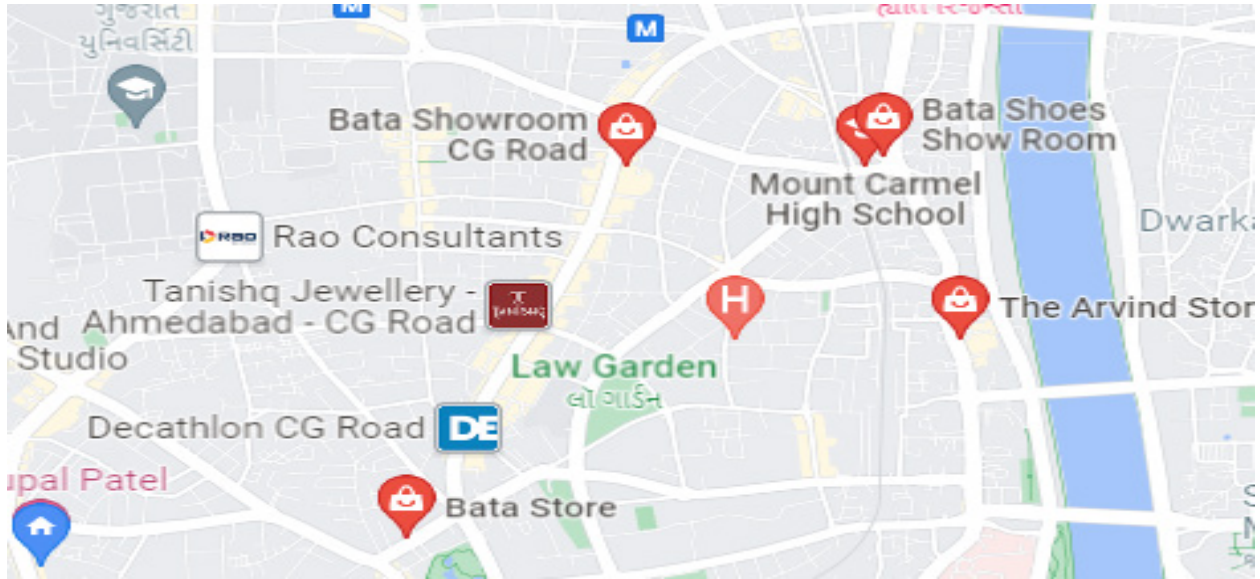 ગુજરાત
યુનિવર્સિટી
M
M
Bata Showroom
CG Road
Bata Shoes
Show Room
Mount Carmel
High School
Dwarka
RAO
Rao Consultants
Tanishq Jewellery -
Ahmedabad - CG Road
TANISHQ
H
The Arvind Stor
And
Studio
Law Garden
લૉ ગાર્ડન
Decathlon CG Road
DE
upal Patel
Bata Store